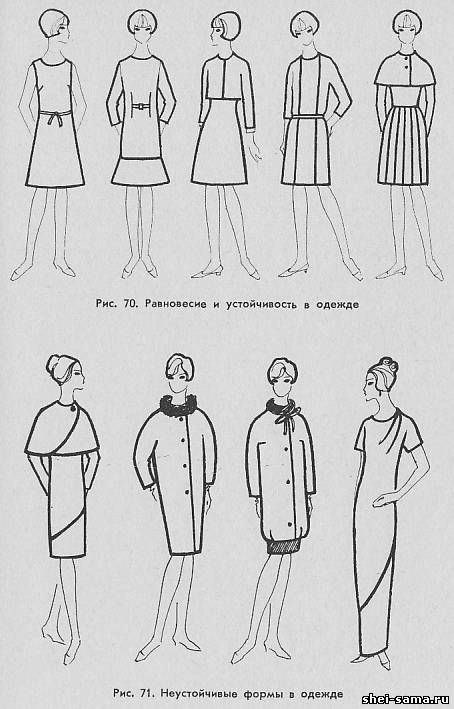 Рис. 70. Равновесие и устойчивость в одежде
Рис. 71. Неустойчивые формы в одежде
shei-sama.ru